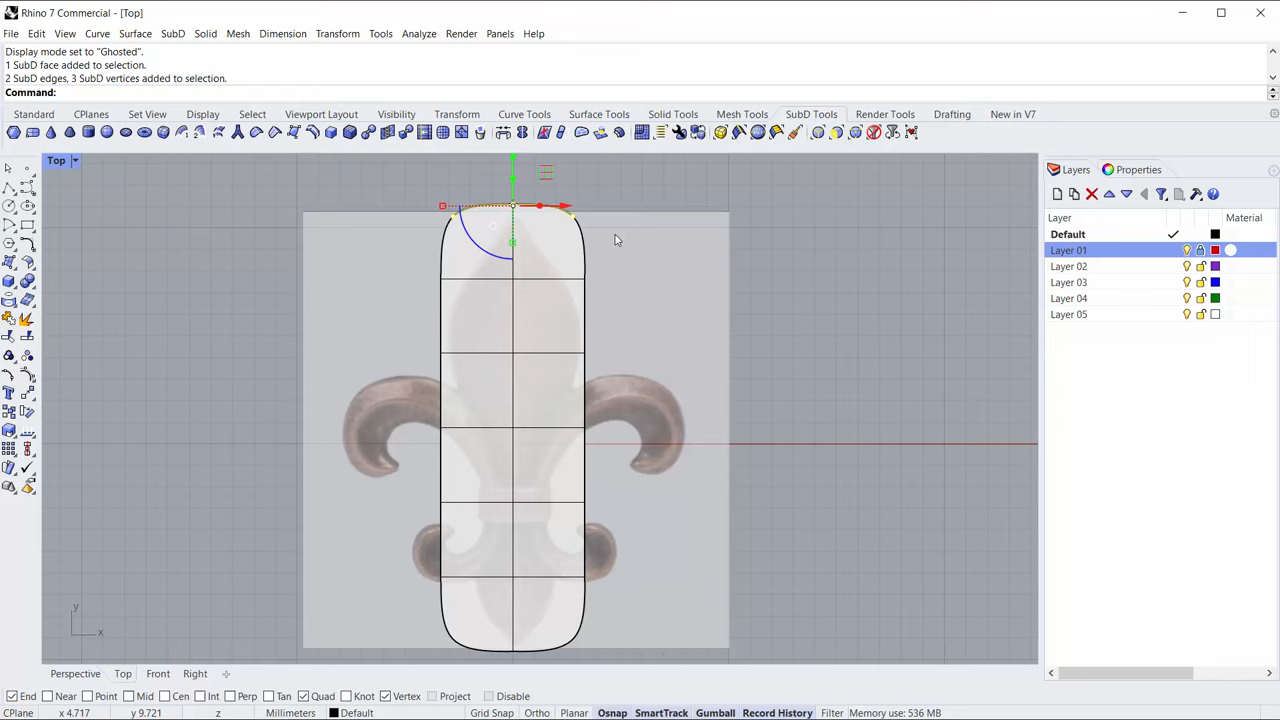 Rhino 7 Commercial - [Top]
File Edit View Curve Surface SubD Solid Mesh Dimension Transform Tools Analyze Render Panels Help
Display mode set to "Ghosted".
1 SubD face added to selection.
2 SubD edges, 3 SubD vertices added to selection.
Command:
Standard CPlanes Set View Display Select Viewport Layout Visibility Transform Curve Tools Surface Tools Solid Tools Mesh Tools SubD Tools Render Tools Drafting New in V7
Top
Layers Properties
Layer Material
Default
Layer 01
Layer 02
Layer 03
Layer 04
Layer 05
y
x
Perspective Top Front Right
End Near Point Mid Cen Int Perp Tan Quad Knot Vertex Project Disable
CPlane x 4.717 y 9.721 z Millimeters Default Grid Snap Ortho Planar Osnap SmartTrack Gumball Record History Filter Memory use: 536 MB